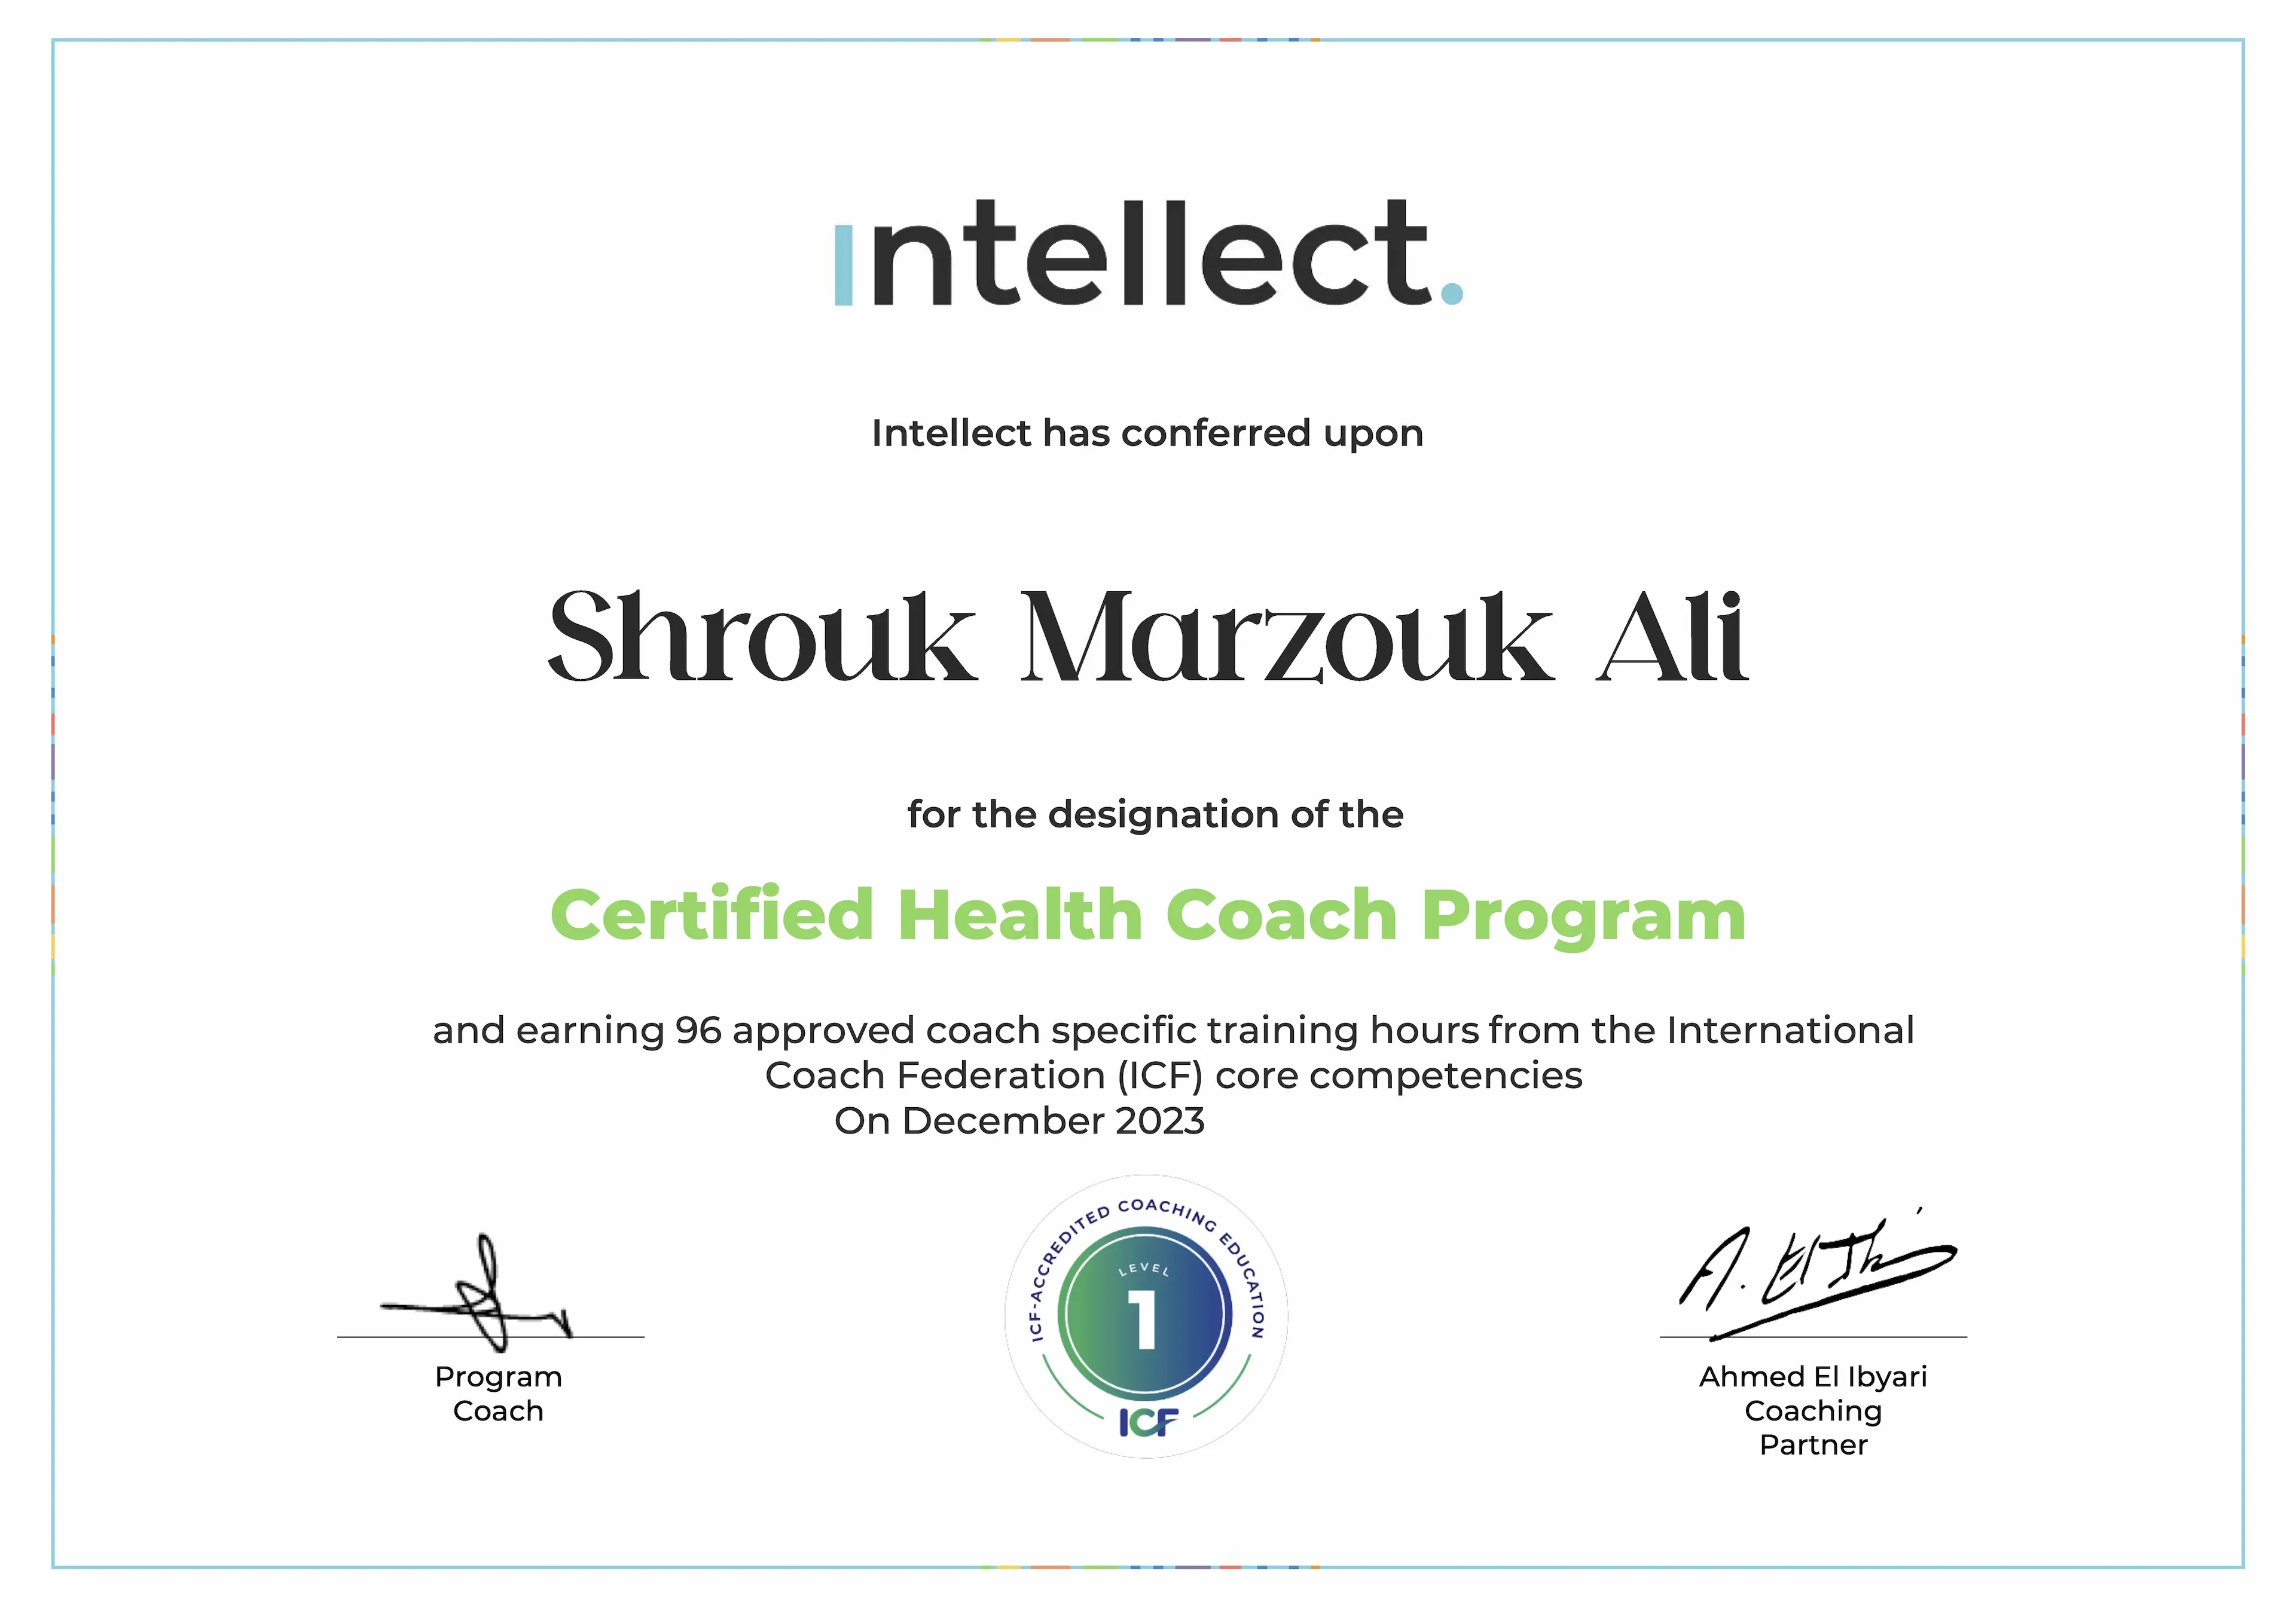 intellect.
Intellect has conferred upon
Shrouk Marzouk Ali
for the designation of the
Certified Health Coach Program
and earning 96 approved coach specific training hours from the International
Coach Federation (ICF) core competencies
On December 2023
ICF-ACCREDITED COACHING EDUCATION
LEVEL
1
ICF
Program
Coach
Ahmed El Ibyari
Coaching
Partner